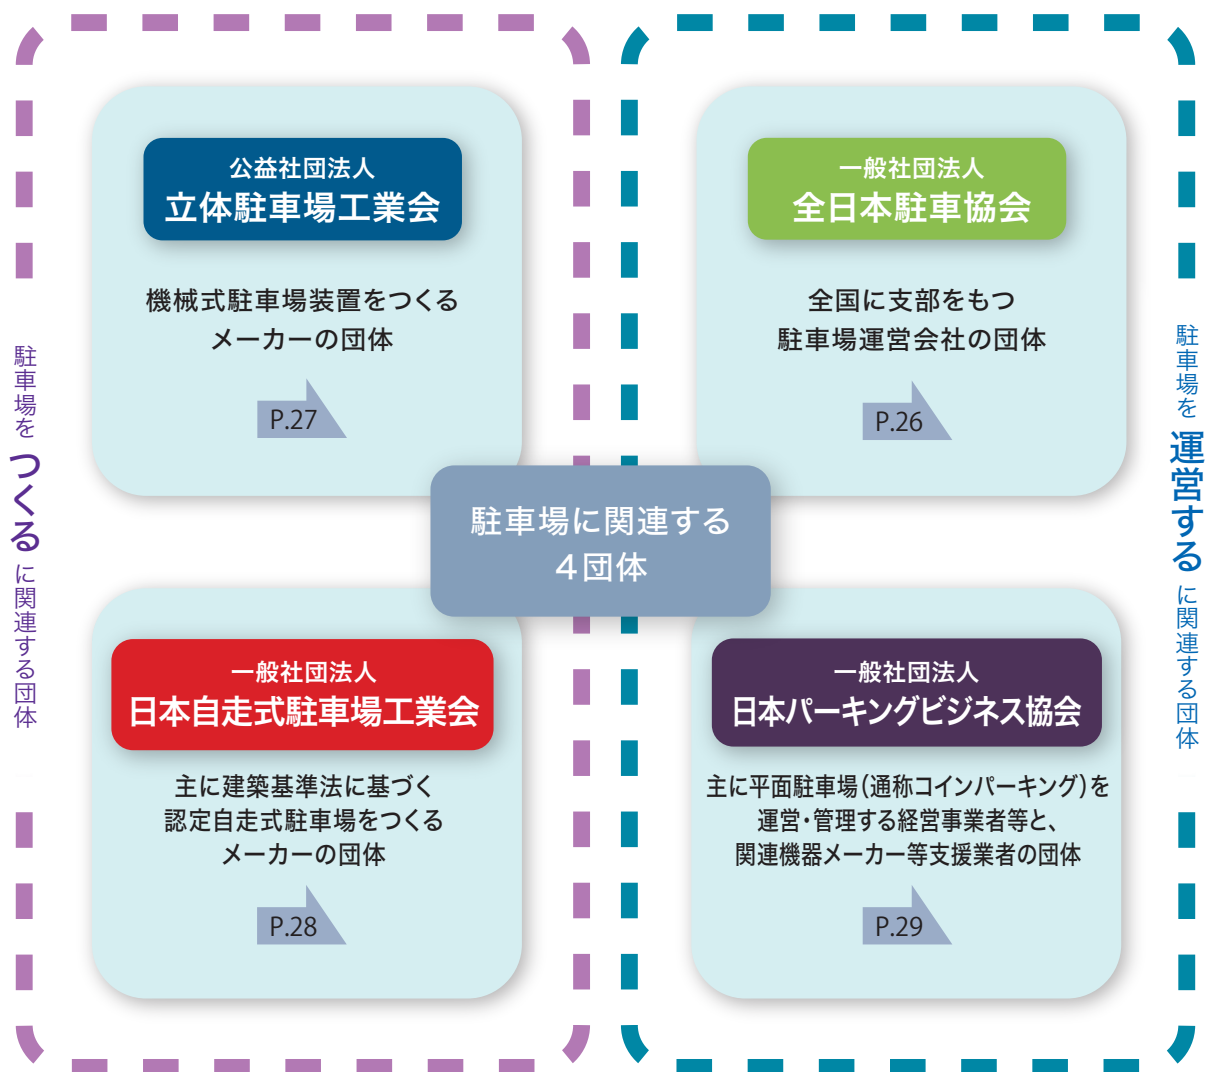 公益社団法人
立体駐車場工業会
機械式駐車場装置をつくる
メーカーの団体
P.27
一般社団法人
全日本駐車協会
全国に支部をもつ
駐車場運営会社の団体
P.26
駐車場を つくる に関連する団体
駐車場に関連する
4団体
駐車場を 運営する に関連する団体
一般社団法人
日本自走式駐車場工業会
主に建築基準法に基づく
認定自走式駐車場をつくる
メーカーの団体
P.28
一般社団法人
日本パーキングビジネス協会
主に平面駐車場(通称コインパーキング)を
運営・管理する経営事業者等と、
関連機器メーカー等支援業者の団体
P.29